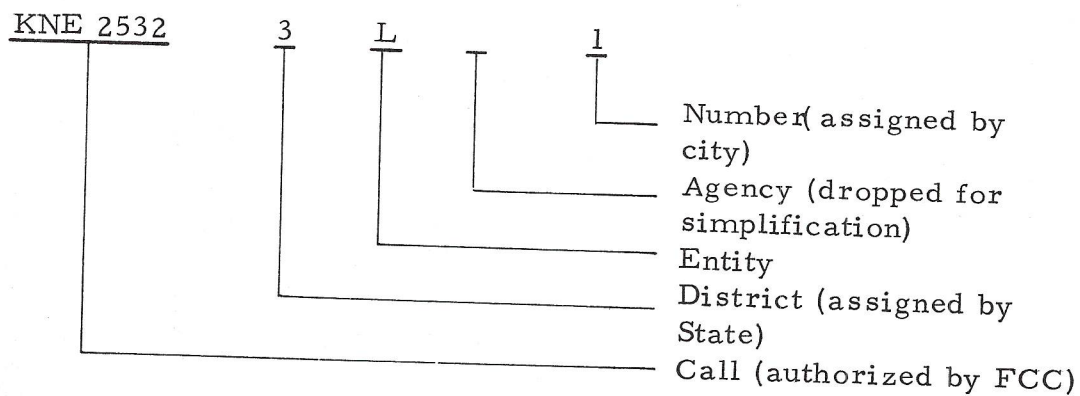 KNE 2532 3 L _ 1
Number( assigned by
city)
Agency (dropped for
simplification)
Entity
District (assigned by
State)
Call (authorized by FCC)